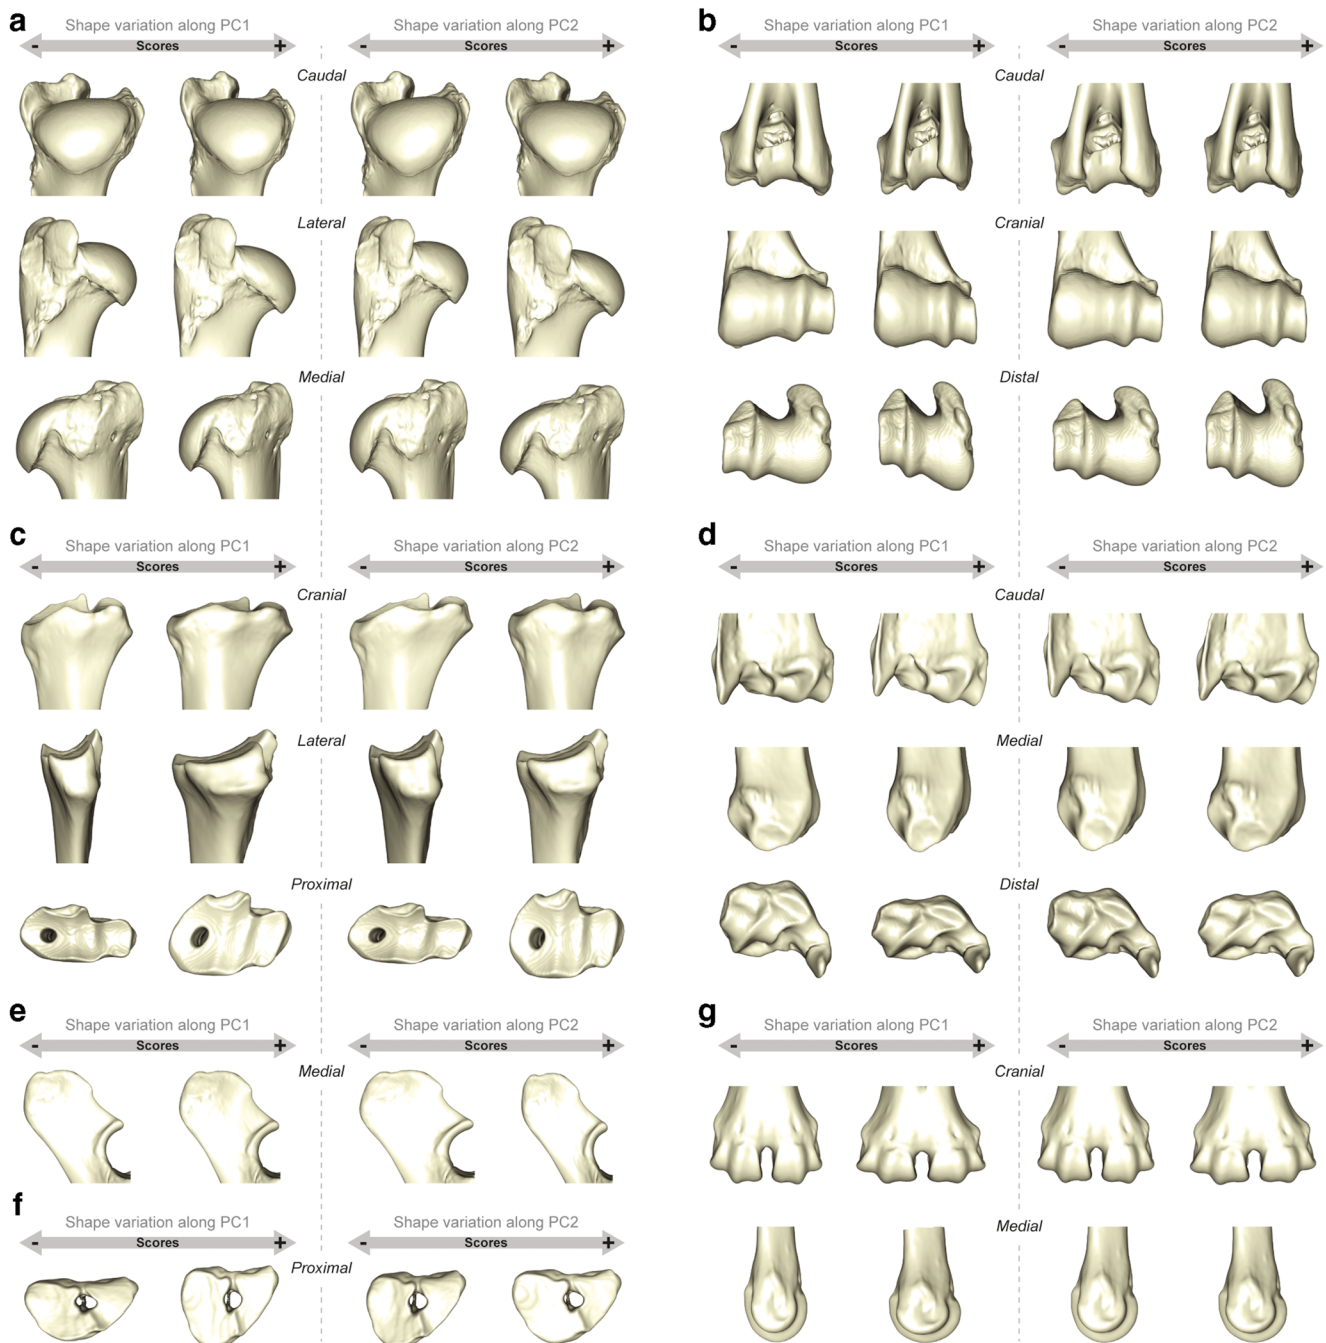 a
Shape variation along PC1
Shape variation along PC2
- Scores +
- Scores +
Caudal
Lateral
Medial
b
Shape variation along PC1
Shape variation along PC2
- Scores +
- Scores +
Caudal
Cranial
Distal
c
Shape variation along PC1
Shape variation along PC2
- Scores +
- Scores +
Cranial
Lateral
Proximal
d
Shape variation along PC1
Shape variation along PC2
- Scores +
- Scores +
Caudal
Medial
Distal
e
Shape variation along PC1
Shape variation along PC2
- Scores +
- Scores +
Medial
f
Shape variation along PC1
Shape variation along PC2
- Scores +
- Scores +
Proximal
g
Shape variation along PC1
Shape variation along PC2
- Scores +
- Scores +
Cranial
Medial